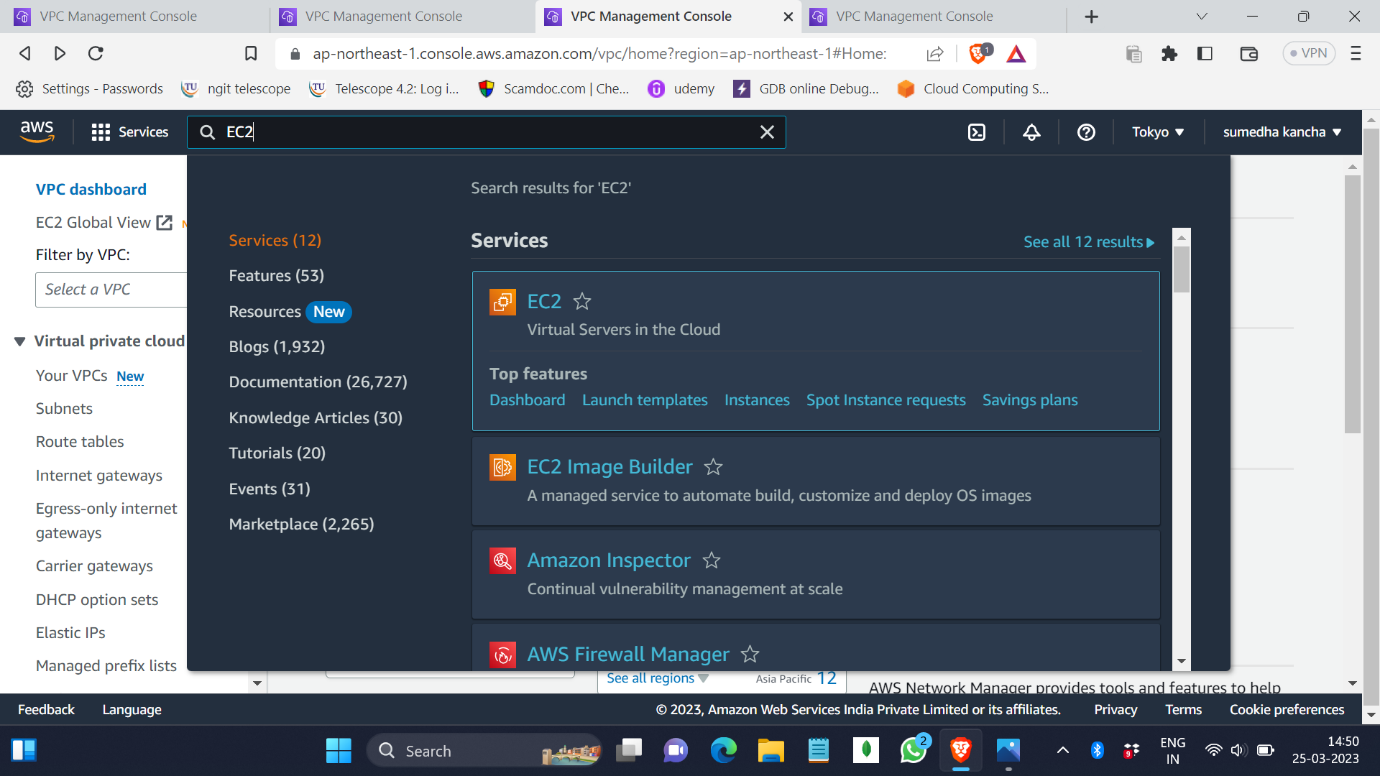 VPC Management Console
VPC Management Console
VPC Management Console
VPC Management Console
ap-northeast-1.console.aws.amazon.com/vpc/home?region=ap-northeast-1#Home:
1
VPN
Settings - Passwords
TU
ngit telescope
TU
Telescope 4.2: Log i...
Scamdoc.com | Che...
udemy
GDB online Debug...
Cloud Computing S...
aws
Services
EC2
Tokyo
sumedha kancha
VPC dashboard
EC2 Global View
Filter by VPC:
Select a VPC
Virtual private cloud
Your VPCs New
Subnets
Route tables
Internet gateways
Egress-only internet
gateways
Carrier gateways
DHCP option sets
Elastic IPs
Managed prefix lists
Search results for 'EC2'
Services (12)
Features (53)
Resources New
Blogs (1,932)
Documentation (26,727)
Knowledge Articles (30)
Tutorials (20)
Events (31)
Marketplace (2,265)
Services
See all 12 results
EC2
Virtual Servers in the Cloud
Top features
Dashboard Launch templates Instances Spot Instance requests Savings plans
EC2 Image Builder
A managed service to automate build, customize and deploy OS images
Amazon Inspector
Continual vulnerability management at scale
AWS Firewall Manager
See all regions
Asia Pacific 12
AWS Network Manager provides tools and features to help
Feedback
Language
© 2023, Amazon Web Services India Private Limited or its affiliates.
Privacy
Terms
Cookie preferences
Search
2
9
ENG
IN
14:50
25-03-2023